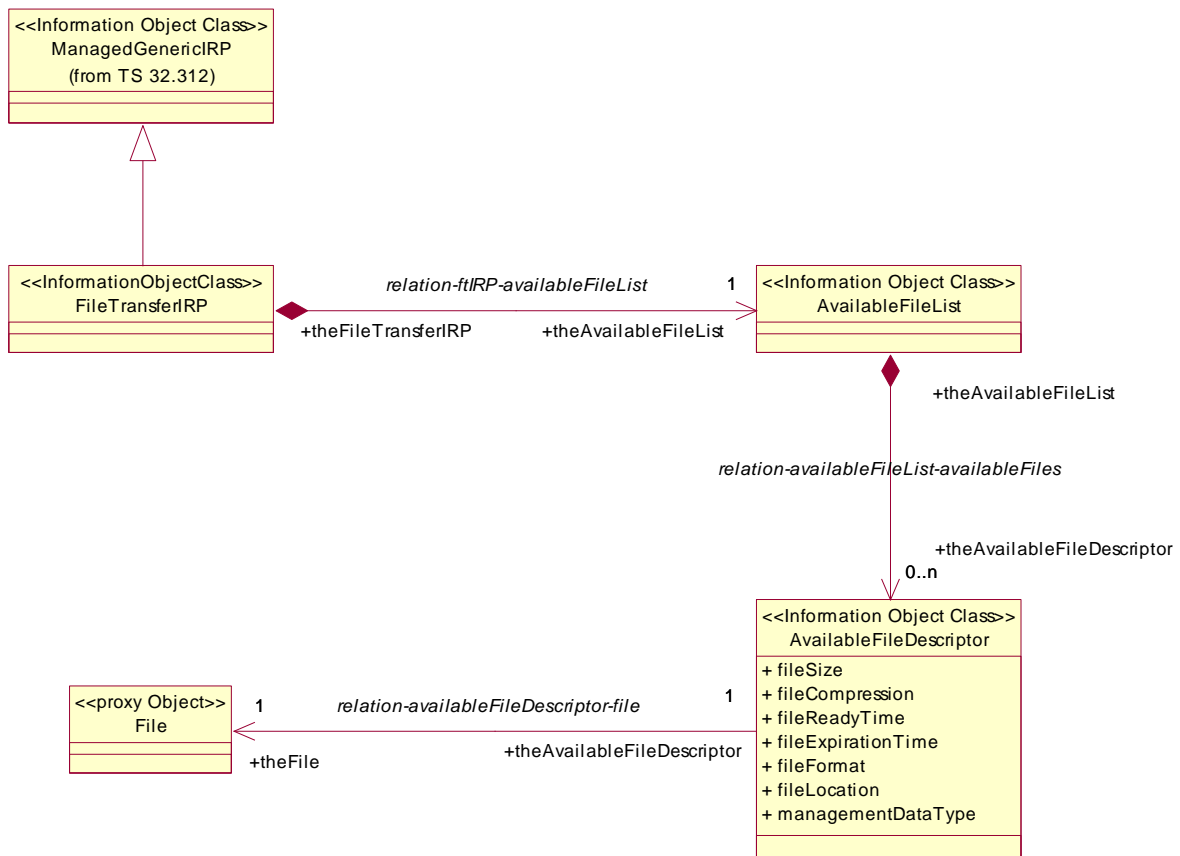 <<Information Object Class>>
ManagedGenericIRP
(from TS 32.312)
<<InformationObjectClass>>
FileTransferIRP
relation-ftIRP-availableFileList
1
+theFileTransferIRP
+theAvailableFileList
<<Information Object Class>>
AvailableFileList
+theAvailableFileList
relation-availableFileList-availableFiles
+theAvailableFileDescriptor
0..n
<<Information Object Class>>
AvailableFileDescriptor
+ fileSize
+ fileCompression
+ fileReadyTime
+ fileExpirationTime
+ fileFormat
+ fileLocation
+ managementDataType
<<proxy Object>>
File
1
relation-availableFileDescriptor-file
1
+theFile
+theAvailableFileDescriptor